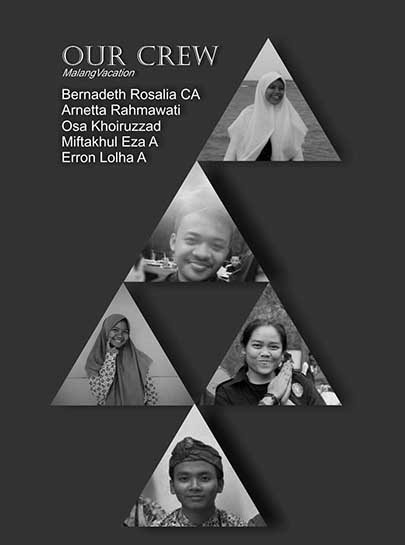 OUR CREW
MalangVacation
Bernadeth Rosalia CA
Arnetta Rahmawati
Osa Khoiruzzad
Miftakhul Eza A
Erron Lolha A